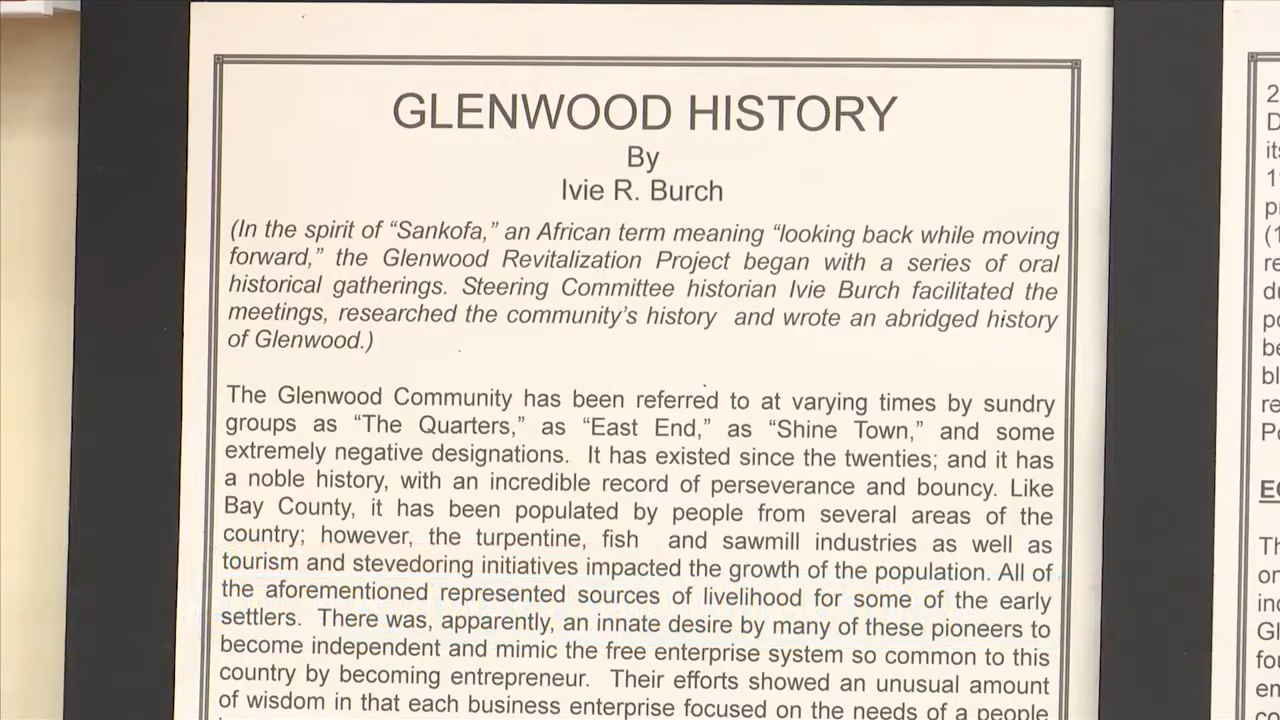 GLENWOOD HISTORY
By
Ivie R. Burch
(In the spirit of “Sankofa,” an African term meaning “looking back while moving
forward,” the Glenwood Revitalization Project began with a series of oral
historical gatherings. Steering Committee historian Ivie Burch facilitated the
meetings, researched the community’s history and wrote an abridged history
of Glenwood.)
The Glenwood Community has been referred to at varying times by sundry
groups as “The Quarters,” as “East End,” as “Shine Town,” and some
extremely negative designations. It has existed since the twenties; and it has
a noble history, with an incredible record of perseverance and bouncy. Like
Bay County, it has been populated by people from several areas of the
country; however, the turpentine, fish and sawmill industries as well as
tourism and stevedoring initiatives impacted the growth of the population. All of
the aforementioned represented sources of livelihood for some of the early
settlers. There was, apparently, an innate desire by many of these pioneers to
become independent and mimic the free enterprise system so common to this
country by becoming entrepreneur. Their efforts showed an unusual amount
of wisdom in that each business enterprise focused on the needs of a people